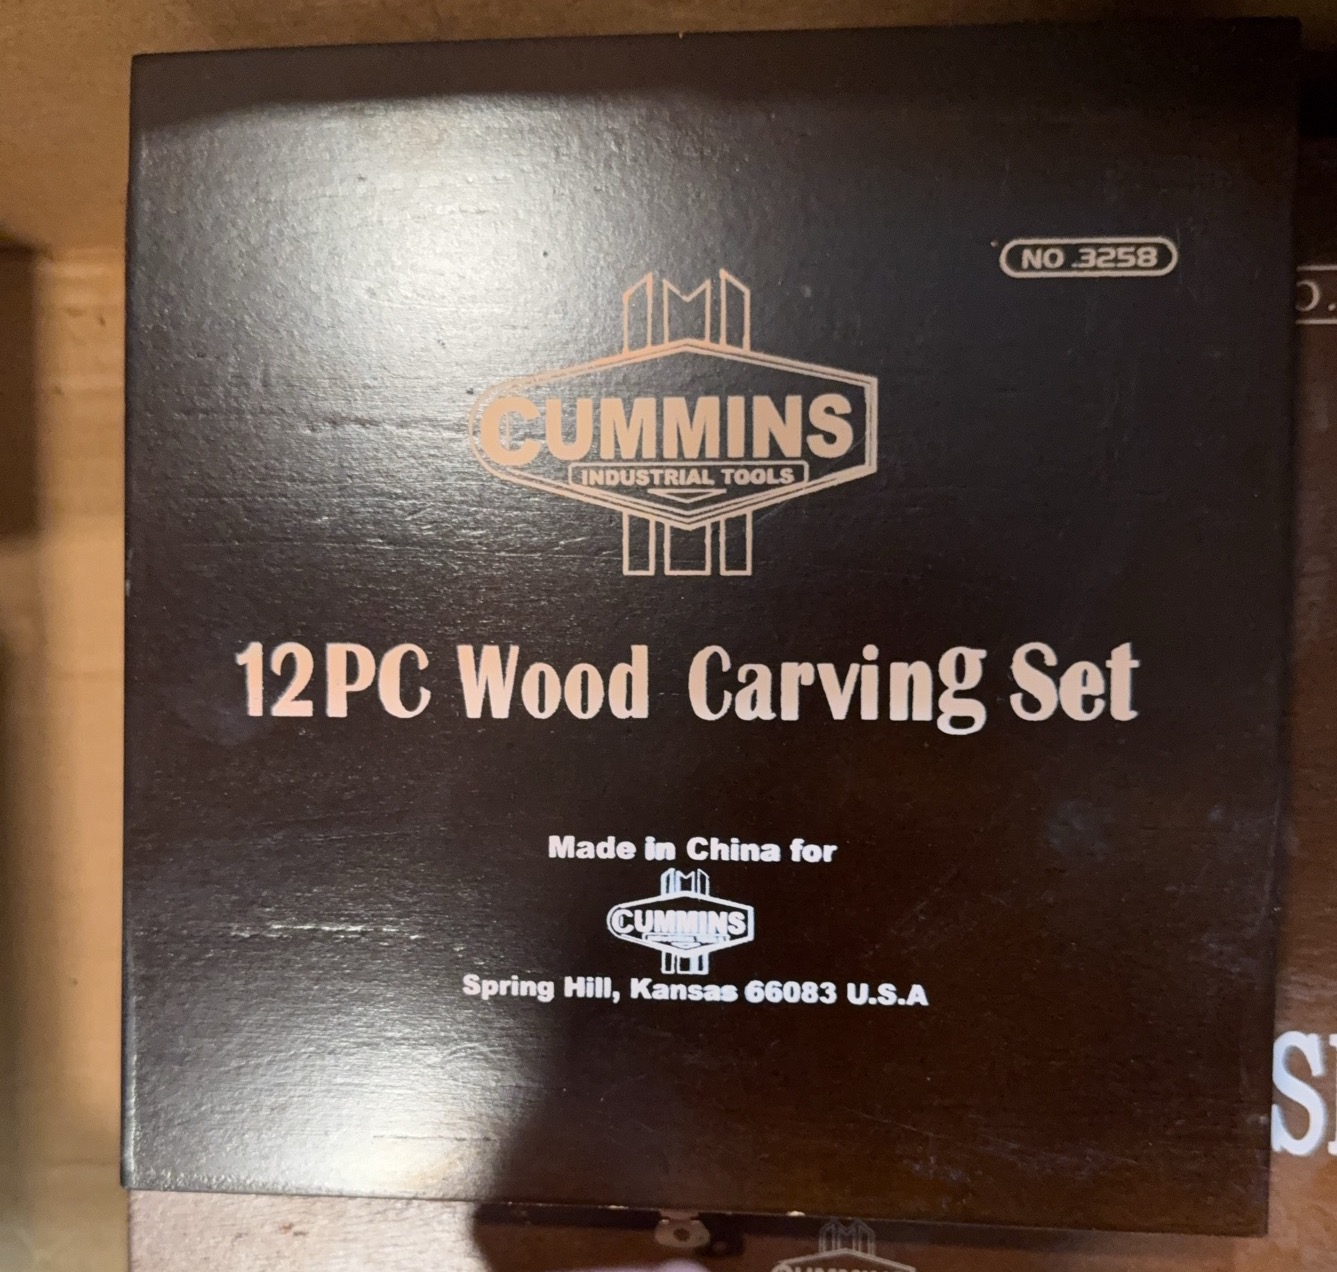 NO .3258
CUMMINS
INDUSTRIAL TOOLS
12PC Wood Carving Set
Made in China for
CUMMINS
Spring Hill, Kansas 66083 U.S.A